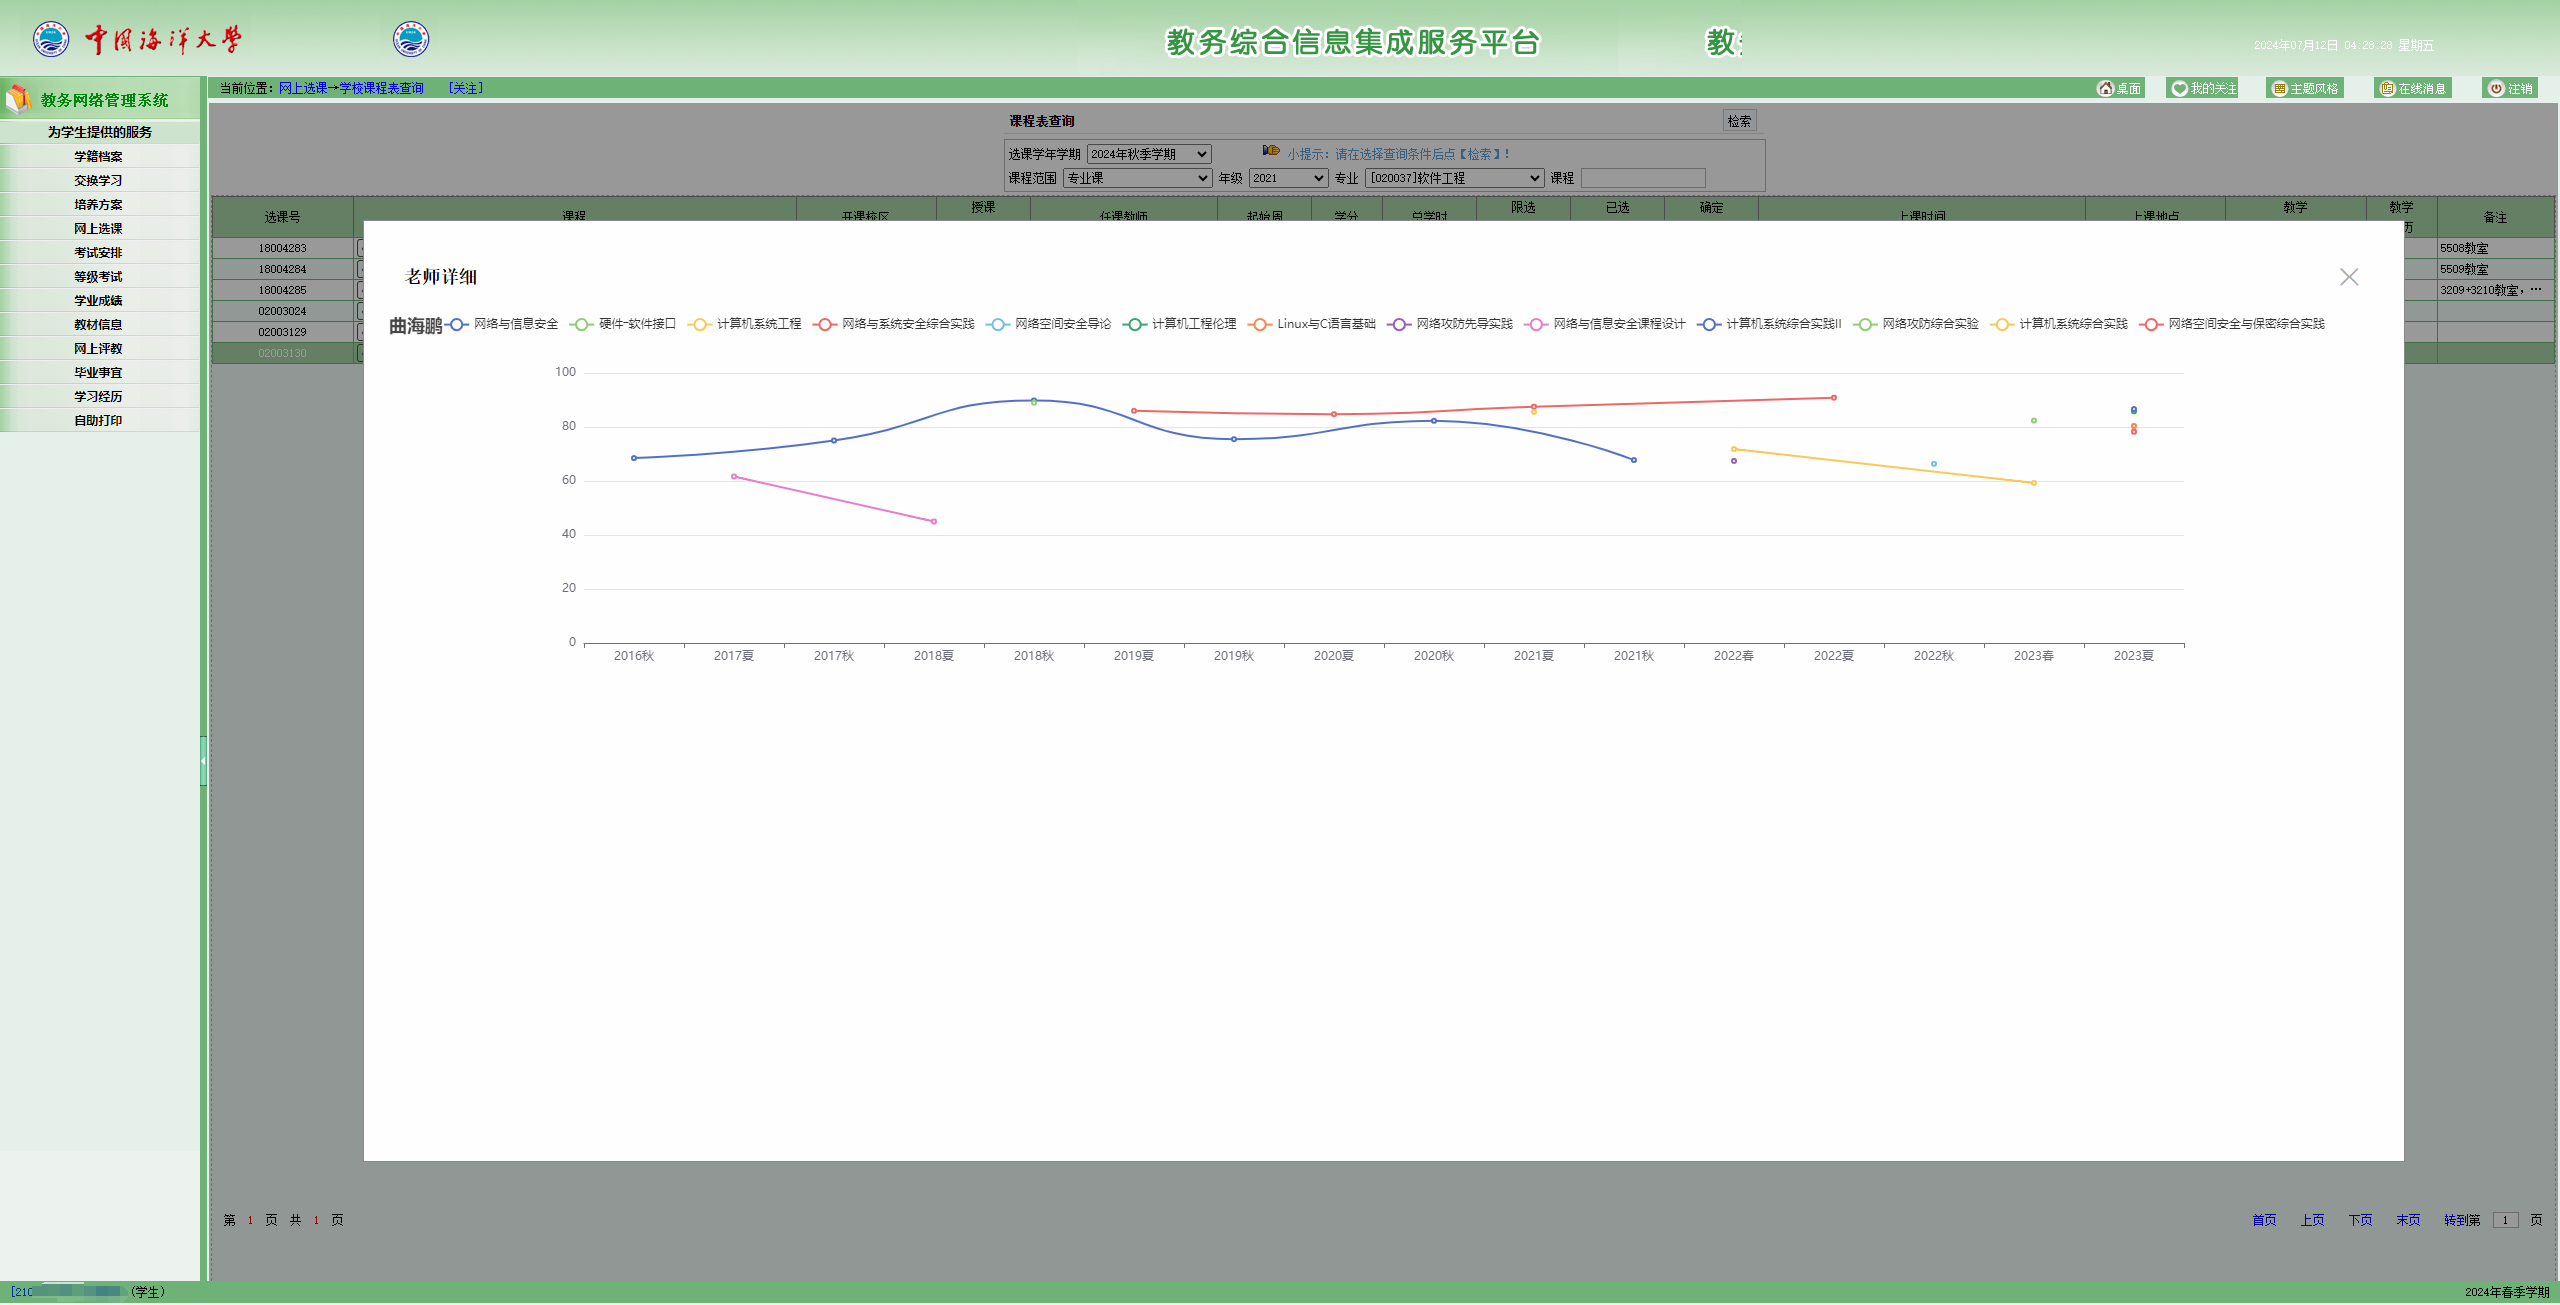 中国海洋大学
教务综合信息集成服务平台
教务
2024年07月12日 04:28:28 星期五
教务网络管理系统
当前位置：网上选课→学校课程表查询 [关注]
桌面 我的关注 主题风格 在线消息 注销
为学生提供的服务
学籍档案
交换学习
培养方案
网上选课
考试安排
等级考试
学业成绩
教材信息
网上评教
毕业事宜
学习经历
自助打印
课程表查询 检索
选课学年学期 2024年秋季学期 小提示：请在选择查询条件后点【检索】！
课程范围 专业课 年级 2021 专业 [020037]软件工程 课程
选课号 课程 开课校区 授课 任课教师 起始周 学分 总学时 限选 已选 确定 上课时间 上课地点 教学 教学 备注
历
18004283 5508教室
18004284 5509教室
18004285 3209+3210教室，…
02003024
02003129
02003130
老师详细
曲海鹏 网络与信息安全 硬件-软件接口 计算机系统工程 网络与系统安全综合实践 网络空间安全导论 计算机工程伦理 Linux与C语言基础 网络攻防先导实践 网络与信息安全课程设计 计算机系统综合实践II 网络攻防综合实验 计算机系统综合实践 网络空间安全与保密综合实践
100
80
60
40
20
0
2016秋 2017夏 2017秋 2018夏 2018秋 2019夏 2019秋 2020夏 2020秋 2021夏 2021秋 2022春 2022夏 2022秋 2023春 2023夏
第 1 页 共 1 页
首页 上页 下页 末页 转到第 1 页
[210 (学生)
2024年春季学期